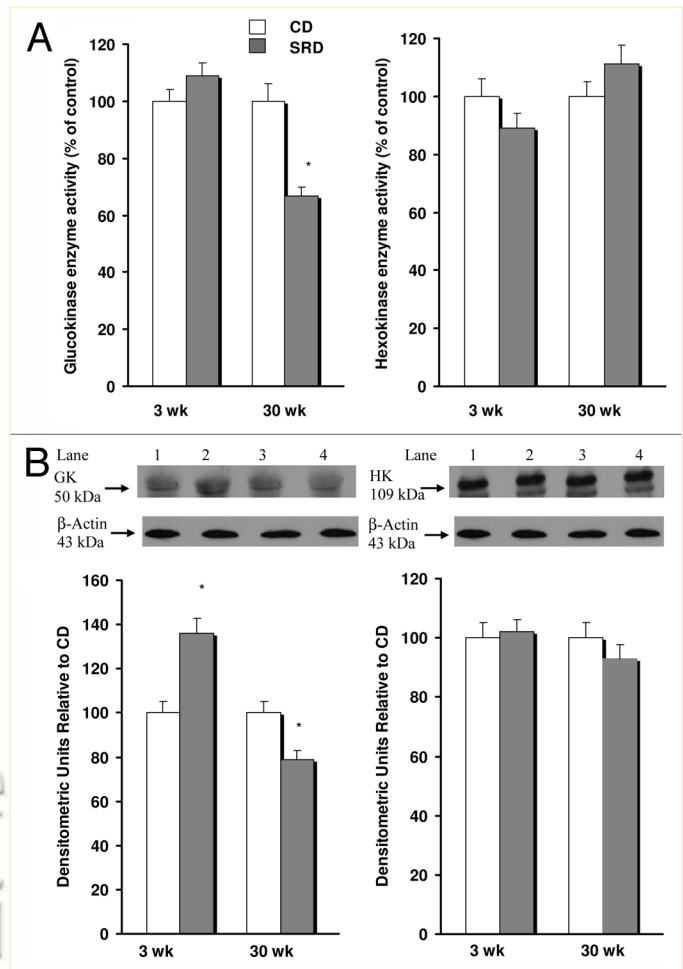 A
CD
SRD
Glucokinase enzyme activity (% of control)
120
100
80
60
40
20
0
*
3 wk
30 wk
Hexokinase enzyme activity (% of control)
120
100
80
60
40
20
0
3 wk
30 wk
B
Lane
1
2
3
4
GK
50 kDa
β-Actin
43 kDa
Lane
1
2
3
4
HK
109 kDa
β-Actin
43 kDa
Densitometric Units Relative to CD
160
140
120
100
80
60
40
20
0
*
*
3 wk
30 wk
Densitometric Units Relative to CD
120
100
80
60
40
20
0
3 wk
30 wk